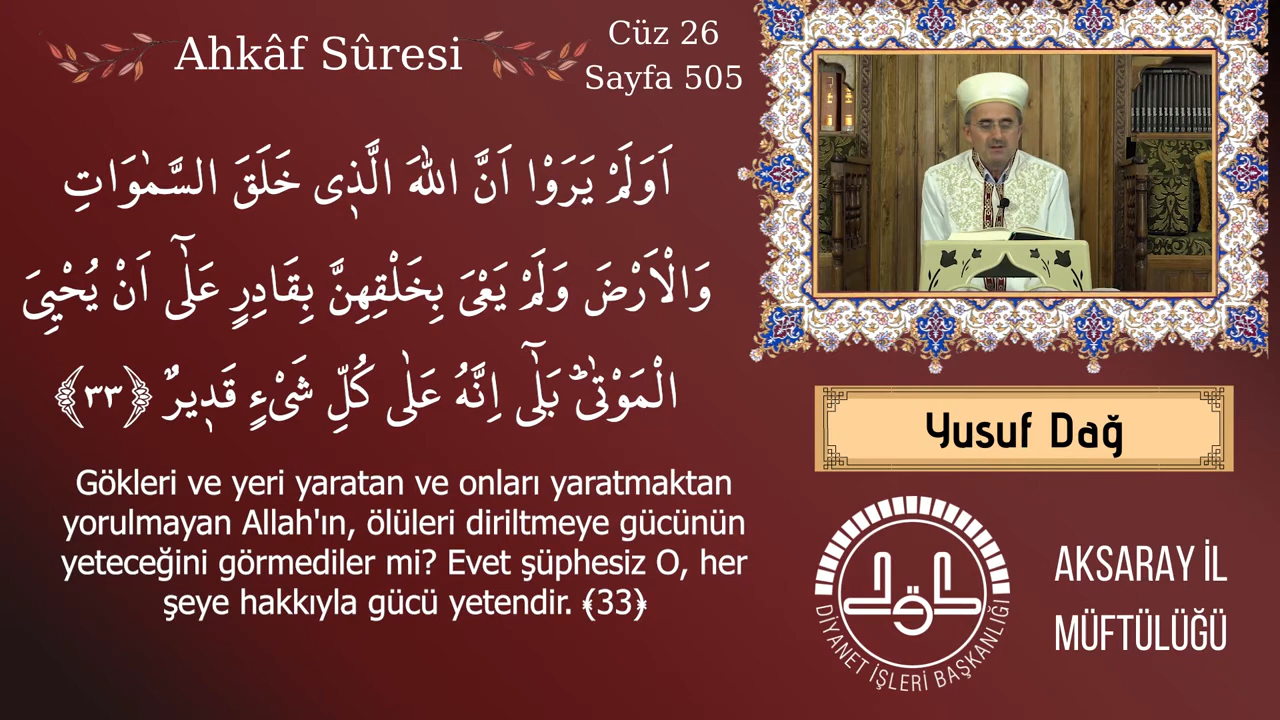 Ahkâf Sûresi
Cüz 26
Sayfa 505
اَوَلَمْ يَرَوْا اَنَّ اللّٰهَ الَّذ۪ى خَلَقَ السَّمٰوَاتِ
وَالْاَرْضَ وَلَمْ يَعْىَ بِخَلْقِهِنَّ بِقَادِرٍ عَلٰٓى اَنْ يُحْيِىَ
الْمَوْتٰىۜ بَلٰٓى اِنَّهُ عَلٰى كُلِّ شَىْءٍ قَد۪يرٌ ﴿٣٣﴾
Gökleri ve yeri yaratan ve onları yaratmaktan
yorulmayan Allah'ın, ölüleri diriltmeye gücünün
yeteceğini görmediler mi? Evet şüphesiz O, her
şeye hakkıyla gücü yetendir. ﴾33﴿
Yusuf Dağ
DİYANET İŞLERİ BAŞKANLIĞI
AKSARAY İL
MÜFTÜLÜĞÜ